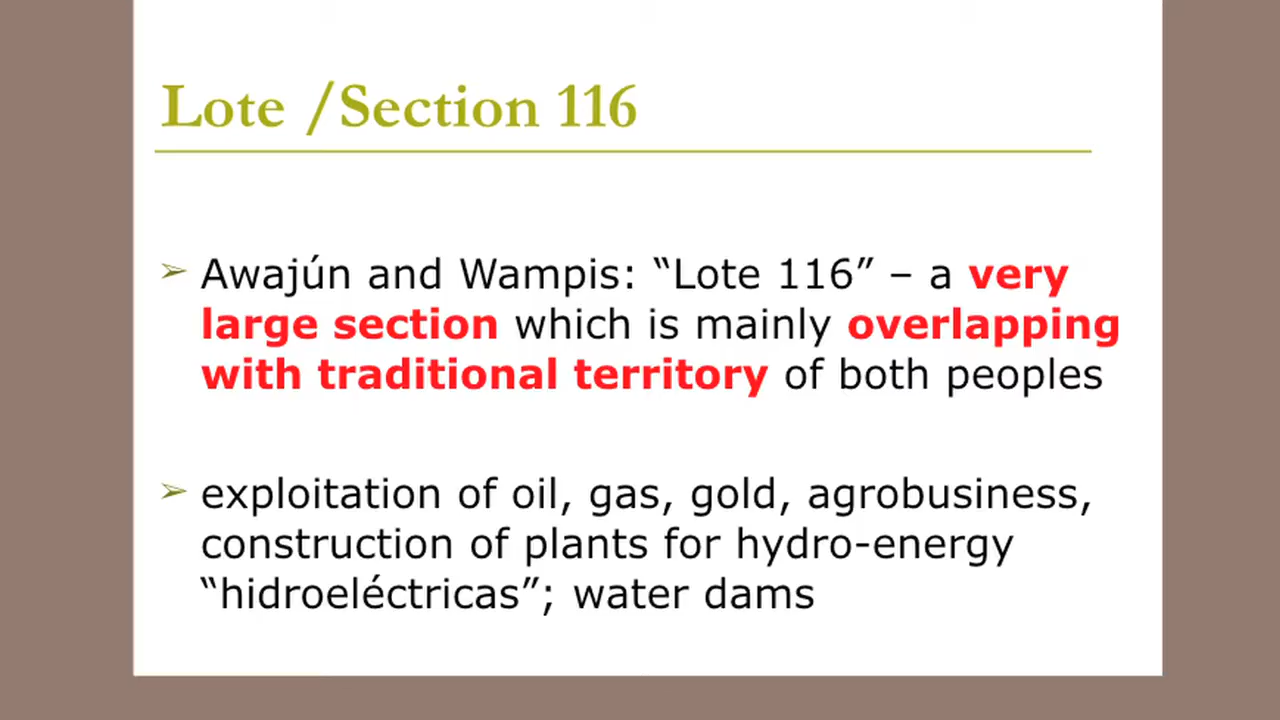 Lote /Section 116
➢ Awajún and Wampis: “Lote 116” – a very
large section which is mainly overlapping
with traditional territory of both peoples
➢ exploitation of oil, gas, gold, agrobusiness,
construction of plants for hydro-energy
“hidroeléctricas”; water dams